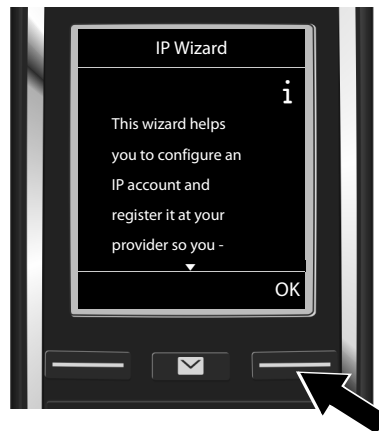 IP Wizard
i
This wizard helps
you to configure an
IP account and
register it at your
provider so you -
OK